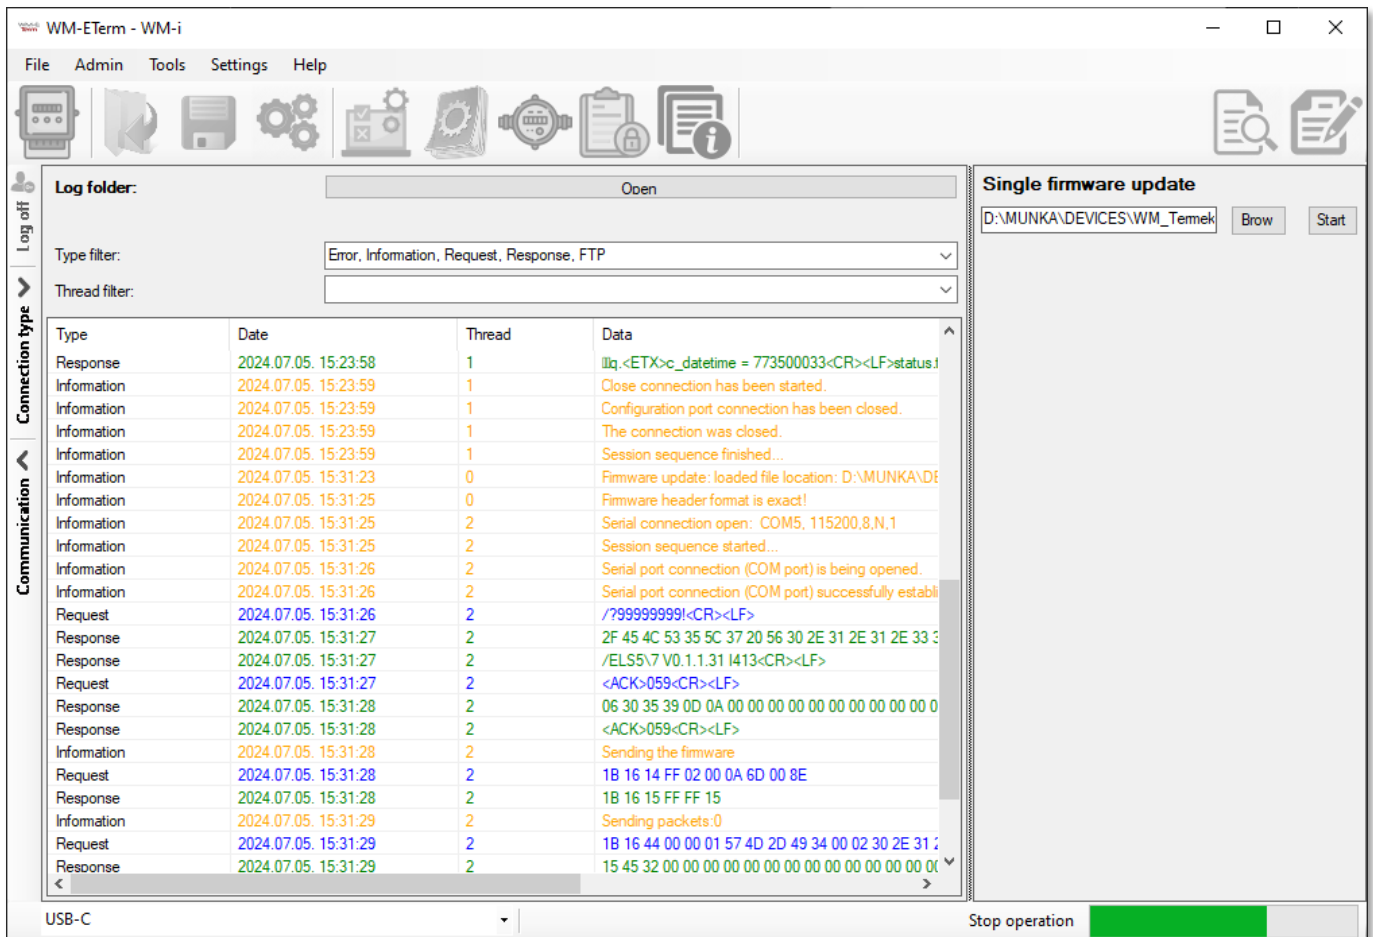 WM-ETerm - WM-i
File Admin Tools Settings Help
Log off
Connection type
Communication
Log folder: Open
Type filter: Error, Information, Request, Response, FTP
Thread filter:
Type Date Thread Data
Response 2024.07.05. 15:23:58 1 q.<ETX>c_datetime = 773500033<CR><LF>status.f
Information 2024.07.05. 15:23:59 1 Close connection has been started.
Information 2024.07.05. 15:23:59 1 Configuration port connection has been closed.
Information 2024.07.05. 15:23:59 1 The connection was closed.
Information 2024.07.05. 15:23:59 1 Session sequence finished...
Information 2024.07.05. 15:31:23 0 Firmware update: loaded file location: D:\MUNKA\DE
Information 2024.07.05. 15:31:25 0 Firmware header format is exact!
Information 2024.07.05. 15:31:25 2 Serial connection open: COM5, 115200,8,N,1
Information 2024.07.05. 15:31:25 2 Session sequence started...
Information 2024.07.05. 15:31:26 2 Serial port connection (COM port) is being opened.
Information 2024.07.05. 15:31:26 2 Serial port connection (COM port) successfully establi
Request 2024.07.05. 15:31:26 2 /?99999999!<CR><LF>
Response 2024.07.05. 15:31:27 2 2F 45 4C 53 35 5C 37 20 56 30 2E 31 2E 31 2E 33 3
Response 2024.07.05. 15:31:27 2 /ELS5\7 V0.1.1.31 I413<CR><LF>
Request 2024.07.05. 15:31:27 2 <ACK>059<CR><LF>
Response 2024.07.05. 15:31:28 2 06 30 35 39 0D 0A 00 00 00 00 00 00 00 00 00 00 0
Response 2024.07.05. 15:31:28 2 <ACK>059<CR><LF>
Information 2024.07.05. 15:31:28 2 Sending the firmware
Request 2024.07.05. 15:31:28 2 1B 16 14 FF 02 00 0A 6D 00 8E
Response 2024.07.05. 15:31:28 2 1B 16 15 FF FF 15
Information 2024.07.05. 15:31:29 2 Sending packets:0
Request 2024.07.05. 15:31:29 2 1B 16 44 00 00 01 57 4D 2D 49 34 00 02 30 2E 31 2
Response 2024.07.05. 15:31:29 2 15 45 32 00 00 00 00 00 00 00 00 00 00 00 00 00 00
Single firmware update
D:\MUNKA\DEVICES\WM_Termek Brow Start
USB-C
Stop operation